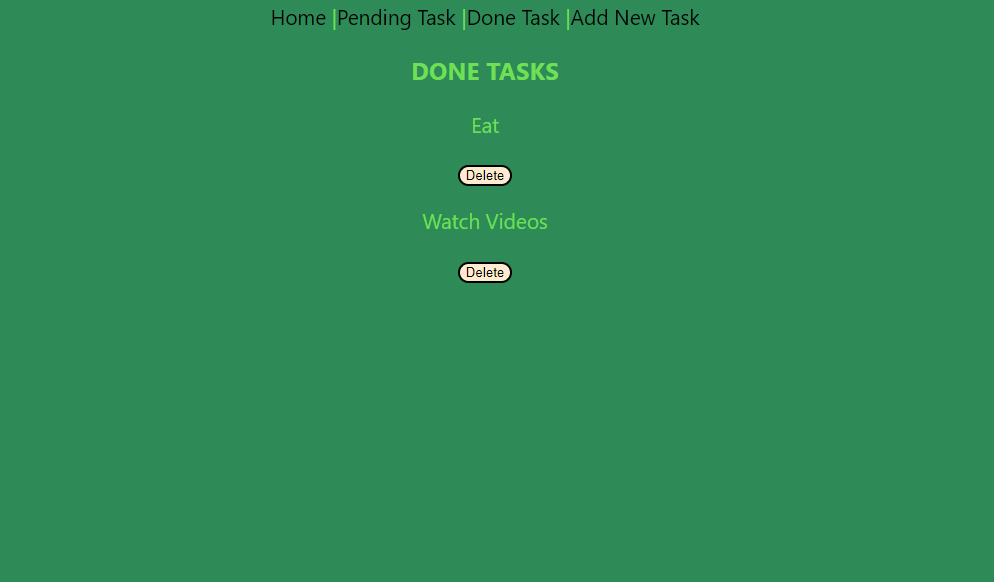 Home |Pending Task |Done Task |Add New Task
DONE TASKS
Eat
Delete
Watch Videos
Delete